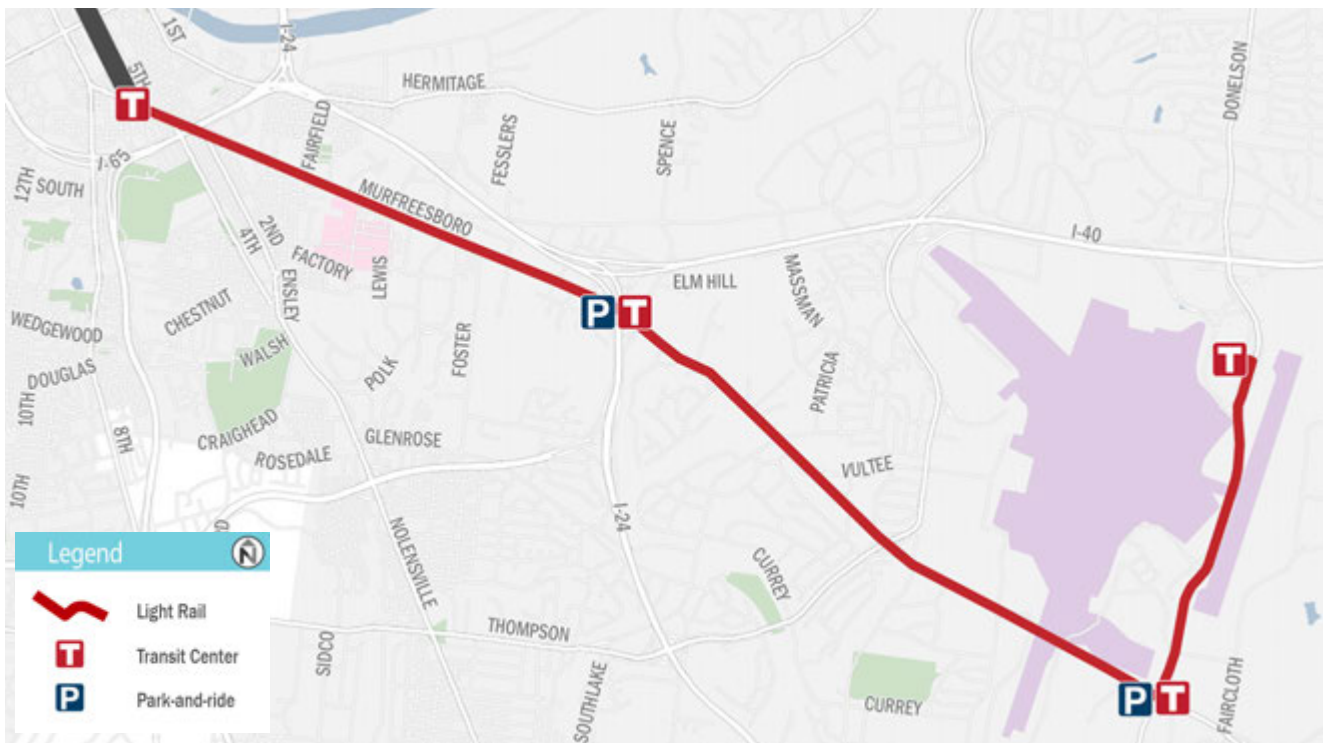 1ST
I-24
5TH
T
HERMITAGE
DONELSON
FAIRFIELD
FESSLERS
SPENCE
I-65
12TH
SOUTH
MURFREESBORO
2ND
4TH
FACTORY
LEWIS
ENSLEY
I-40
ELM HILL
MASSMAN
P
T
CHESTNUT
WEDGEWOOD
WALSH
FOSTER
DOUGLAS
POLK
PATRICIA
T
10TH
8TH
CRAIGHEAD
ROSEDALE
GLENROSE
VULTEE
10TH
I-24
NOLENSVILLE
CURREY
THOMPSON
SIDCO
SOUTHLAKE
CURREY
P
T
FAIRCLOTH
Legend
N
Light Rail
T
Transit Center
P
Park-and-ride